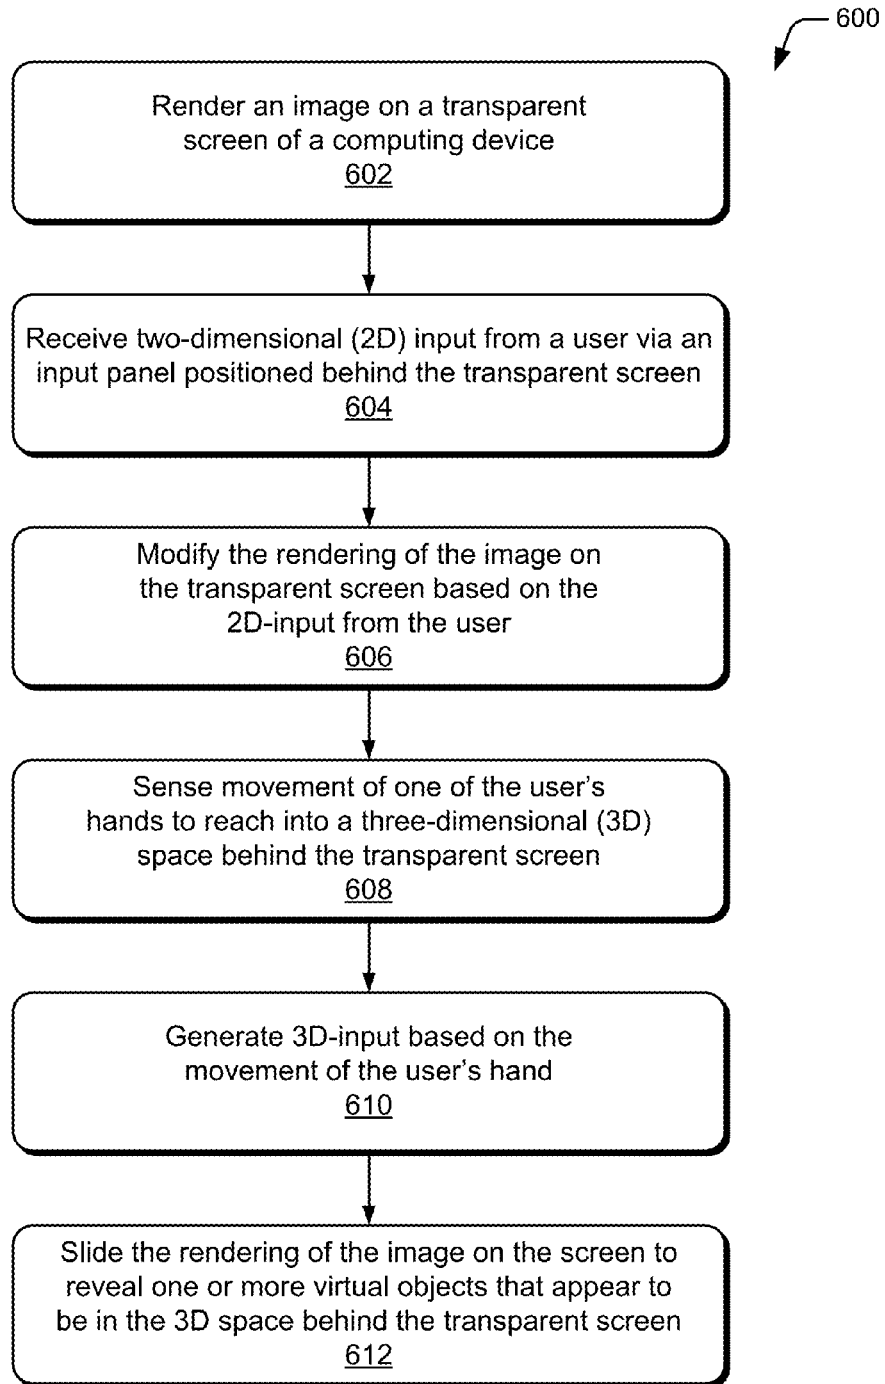 600
Render an image on a transparent
screen of a computing device
602
Receive two-dimensional (2D) input from a user via an
input panel positioned behind the transparent screen
604
Modify the rendering of the image on
the transparent screen based on the
2D-input from the user
606
Sense movement of one of the user's
hands to reach into a three-dimensional (3D)
space behind the transparent screen
608
Generate 3D-input based on the
movement of the user's hand
610
Slide the rendering of the image on the screen to
reveal one or more virtual objects that appear to
be in the 3D space behind the transparent screen
612